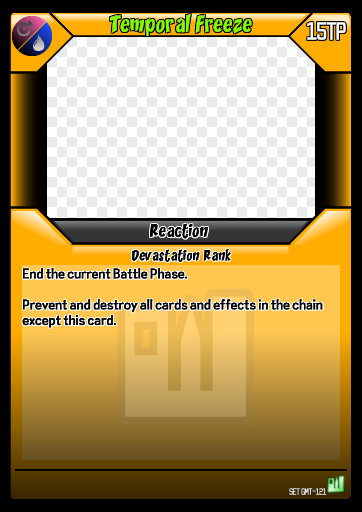 Temporal Freeze
15TP
Reaction
Devastation Rank
End the current Battle Phase.
Prevent and destroy all cards and effects in the chain
except this card.
SET GMT-121